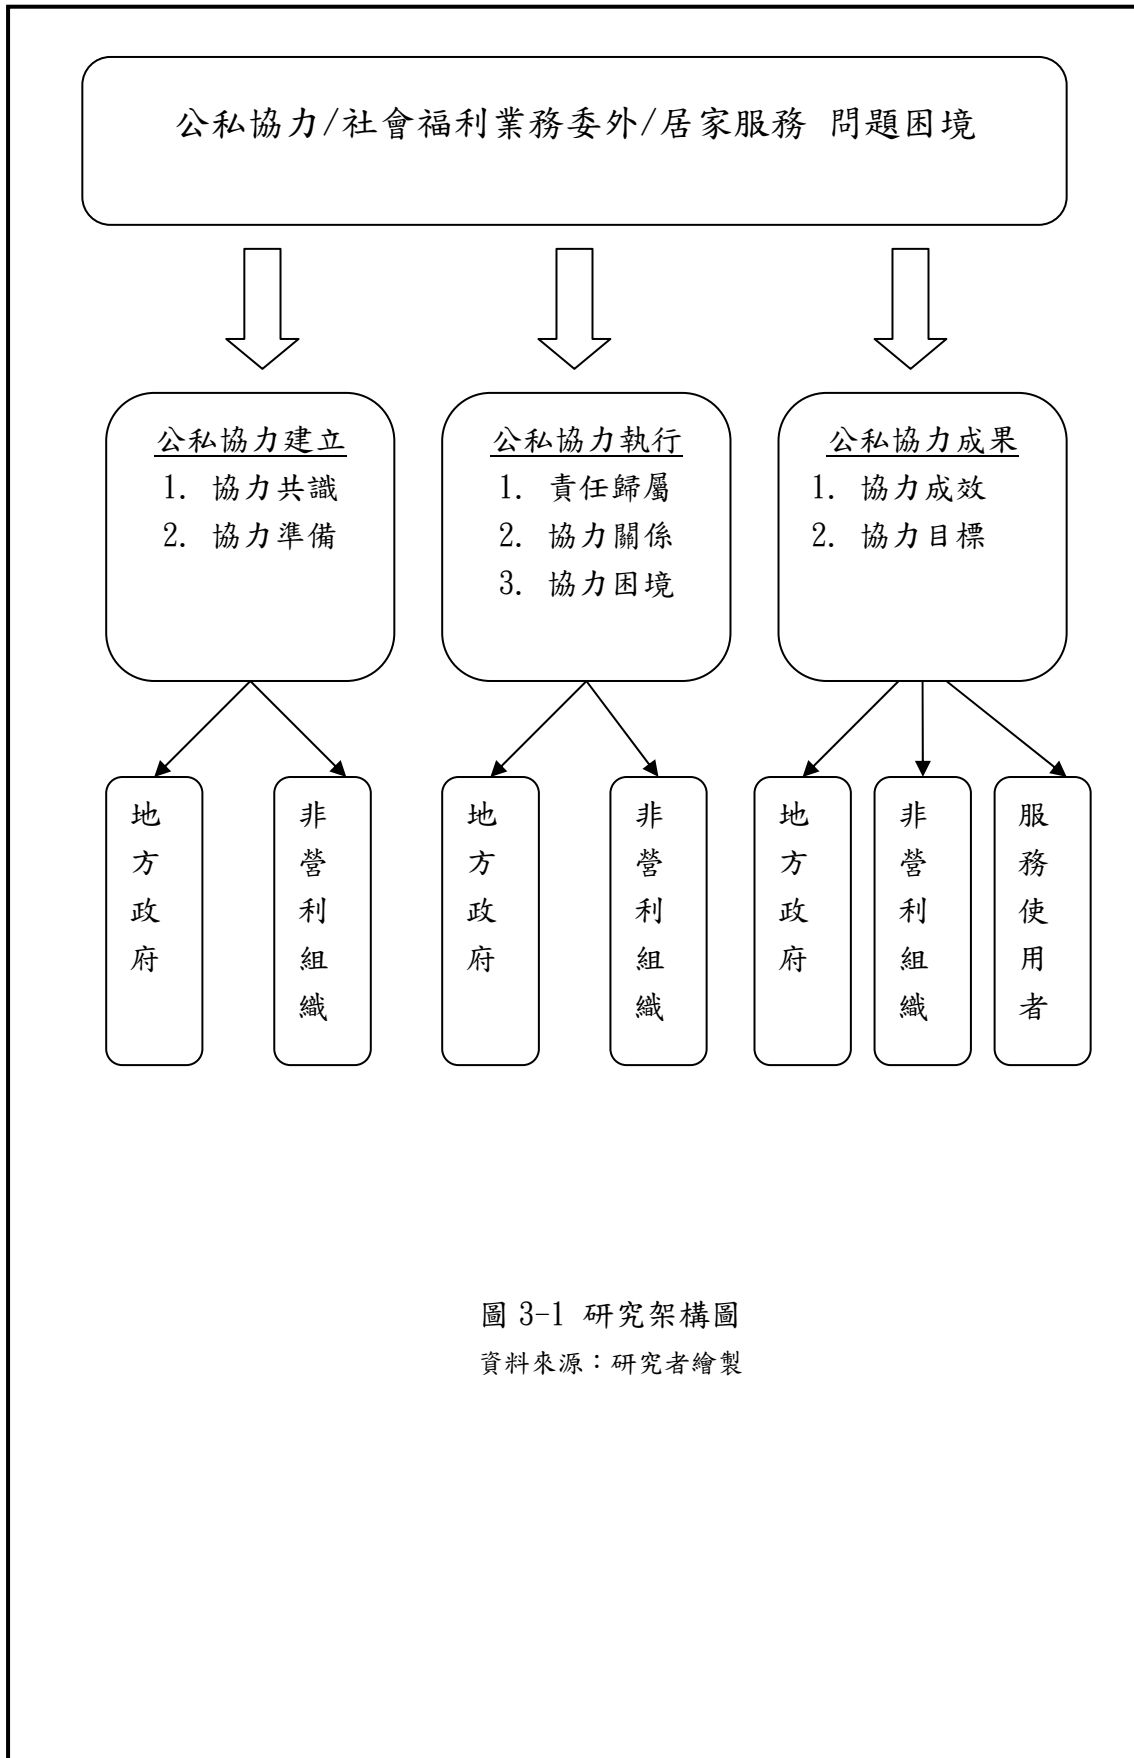 公私協力/社會福利業務委外/居家服務 問題困境
公私協力建立
1. 協力共識
2. 協力準備
公私協力執行
1. 責任歸屬
2. 協力關係
3. 協力困境
公私協力成果
1. 協力成效
2. 協力目標
地方政府
非營利組織
地方政府
非營利組織
地方政府
非營利組織
服務使用者
圖 3-1 研究架構圖
資料來源：研究者繪製